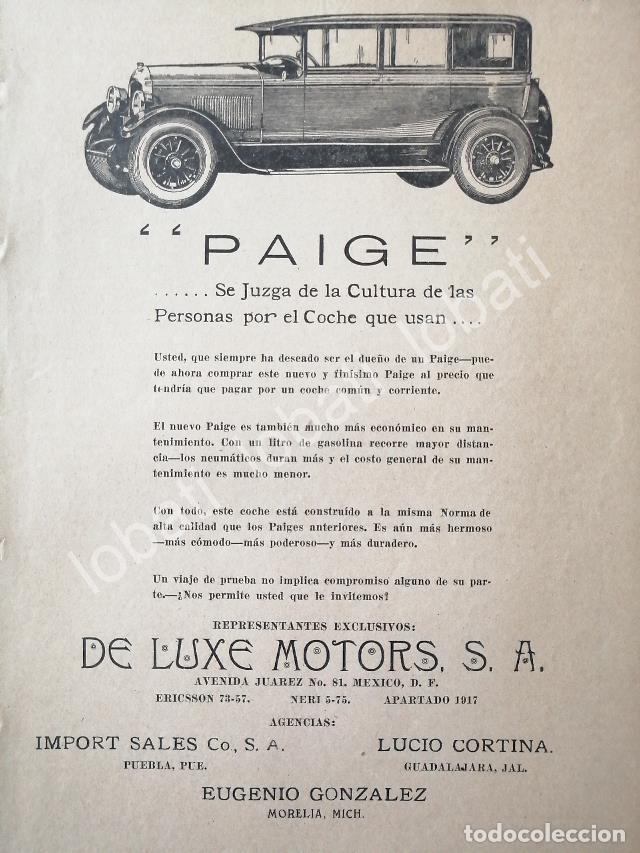 “ “PAIGE”
...... Se Juzga de la Cultura de las
Personas por el Coche que usan ....
Usted, que siempre ha deseado ser el dueño de un Paige—pue-
de ahora comprar este nuevo y finísimo Paige al precio que
tendría que pagar por un coche común y corriente.
El nuevo Paige es también mucho más económico en su man-
tenimiento. Con un litro de gasolina recorre mayor distan-
cia—los neumáticos duran más y el costo general de su man-
tenimiento es mucho menor.
Con todo, este coche está construído a la misma Norma de
alta calidad que los Paiges anteriores. Es aún más hermoso
—más cómodo—más poderoso—y más duradero.
Un viaje de prueba no implica compromiso alguno de su par-
te.—¿Nos permite usted que le invitemos?
REPRESENTANTES EXCLUSIVOS:
DE LUXE MOTORS, S. A.
AVENIDA JUAREZ No. 81. MEXICO, D. F.
ERICSSON 73-57. NERI 5-75. APARTADO 1917
AGENCIAS:
IMPORT SALES Co., S. A. LUCIO CORTINA.
PUEBLA, PUE. GUADALAJARA, JAL.
EUGENIO GONZALEZ
MORELIA, MICH.
lobati lobati lobati
todocoleccion